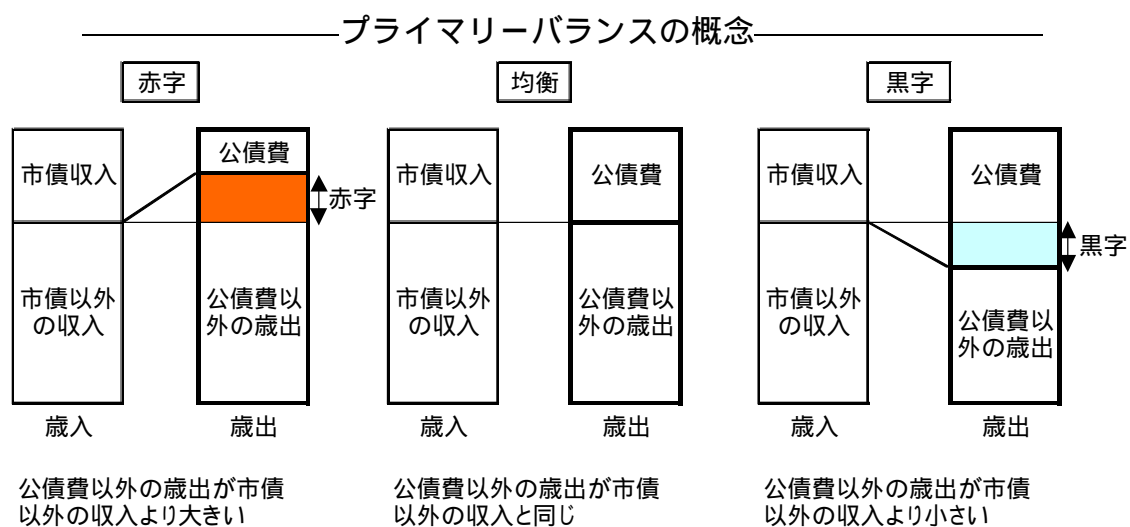 プライマリーバランスの概念
赤字
市債収入
市債以外
の収入
歳入
公債費
赤字
公債費以
外の歳出
歳出
公債費以外の歳出が市債
以外の収入より大きい
均衡
市債収入
市債以外
の収入
歳入
公債費
公債費以
外の歳出
歳出
公債費以外の歳出が市債
以外の収入と同じ
黒字
市債収入
市債以外
の収入
歳入
公債費
黒字
公債費以
外の歳出
歳出
公債費以外の歳出が市債
以外の収入より小さい